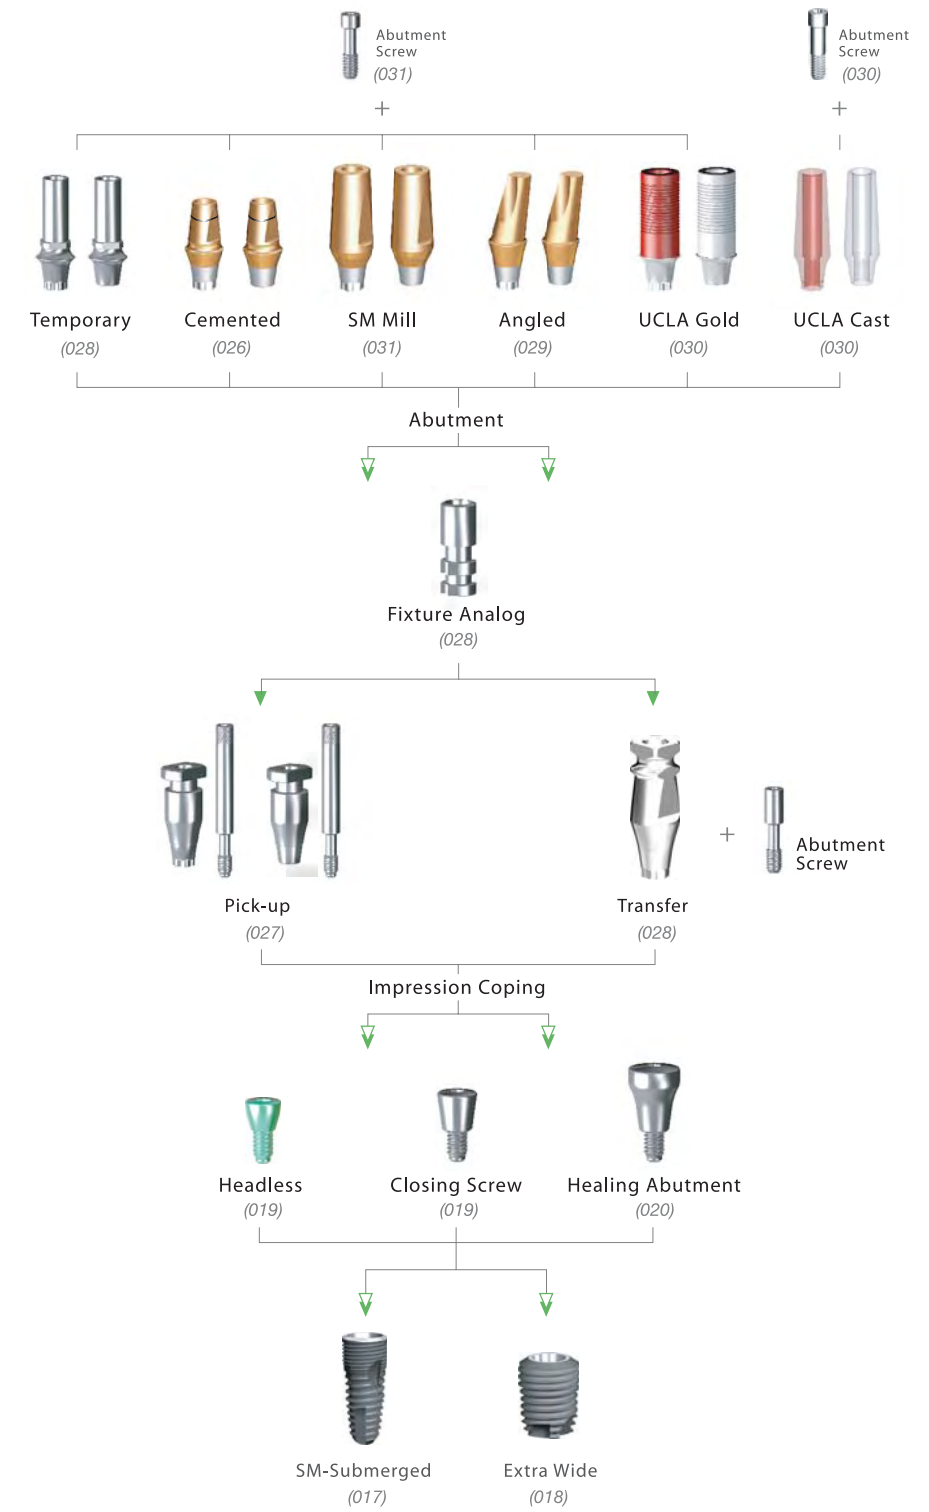 Abutment
Screw
(031)
Abutment
Screw
(030)
+
+
Temporary
(028)
Cemented
(026)
SM Mill
(031)
Angled
(029)
UCLA Gold
(030)
UCLA Cast
(030)
Abutment
Fixture Analog
(028)
Pick-up
(027)
Transfer
(028)
+
Abutment
Screw
Impression Coping
Headless
(019)
Closing Screw
(019)
Healing Abutment
(020)
SM-Submerged
(017)
Extra Wide
(018)